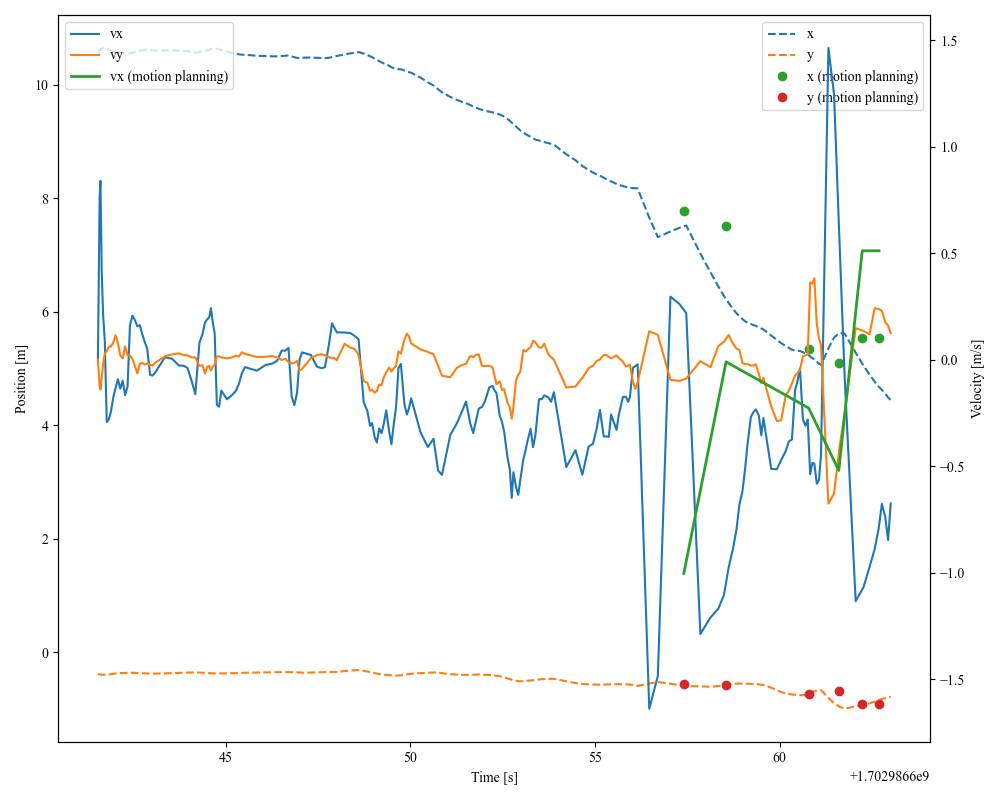 vx
vy
vx (motion planning)
x
y
x (motion planning)
y (motion planning)
10
8
6
4
2
0
Position [m]
1.5
1.0
0.5
0.0
−0.5
−1.0
−1.5
Velocity [m/s]
45
50
55
60
Time [s]
+1.7029866e9